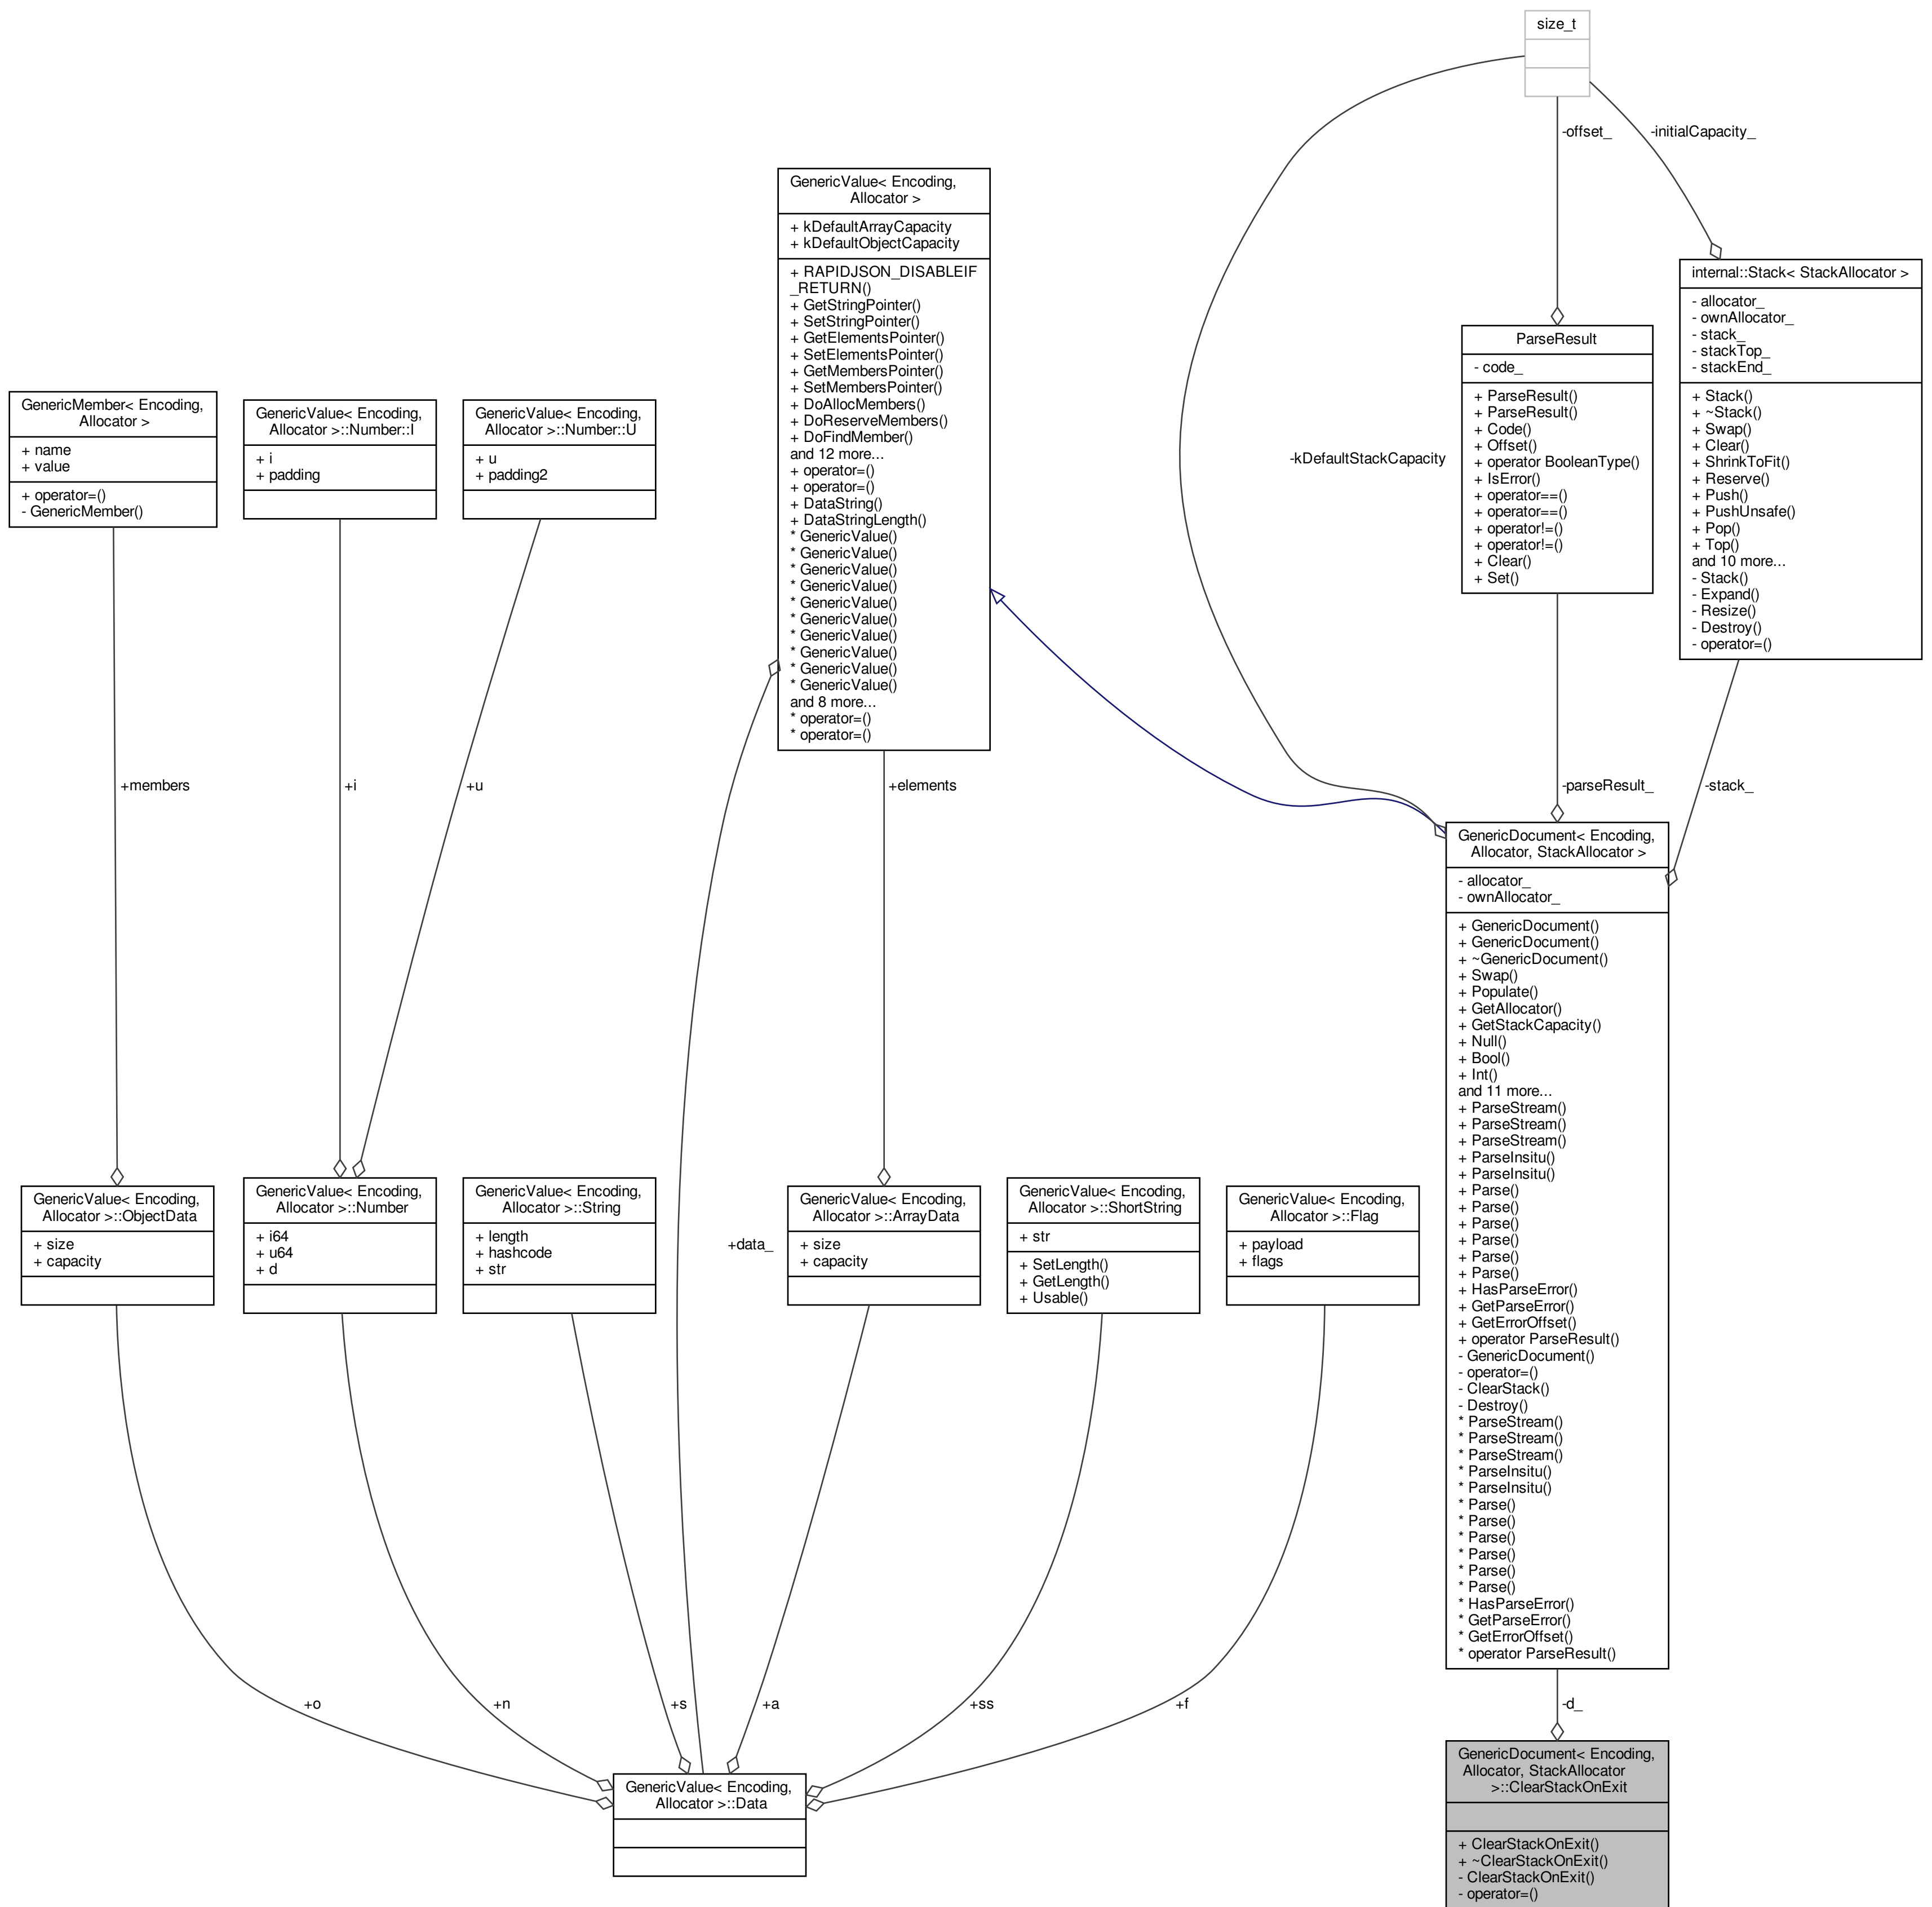 size_t
-offset_
-initialCapacity_
GenericValue< Encoding,
Allocator >
+ kDefaultArrayCapacity
+ kDefaultObjectCapacity
+ RAPIDJSON_DISABLEIF
_RETURN()
+ GetStringPointer()
+ SetStringPointer()
+ GetElementsPointer()
+ SetElementsPointer()
+ GetMembersPointer()
+ SetMembersPointer()
+ DoAllocMembers()
+ DoReserveMembers()
+ DoFindMember()
and 12 more...
+ operator=()
+ operator=()
+ DataString()
+ DataStringLength()
* GenericValue()
* GenericValue()
* GenericValue()
* GenericValue()
* GenericValue()
* GenericValue()
* GenericValue()
* GenericValue()
* GenericValue()
* GenericValue()
and 8 more...
* operator=()
* operator=()
internal::Stack< StackAllocator >
- allocator_
- ownAllocator_
- stack_
- stackTop_
- stackEnd_
+ Stack()
+ ~Stack()
+ Swap()
+ Clear()
+ ShrinkToFit()
+ Reserve()
+ Push()
+ PushUnsafe()
+ Pop()
+ Top()
and 10 more...
- Stack()
- Expand()
- Resize()
- Destroy()
- operator=()
ParseResult
- code_
+ ParseResult()
+ ParseResult()
+ Code()
+ Offset()
+ operator BooleanType()
+ IsError()
+ operator==()
+ operator==()
+ operator!=()
+ operator!=()
+ Clear()
+ Set()
-kDefaultStackCapacity
GenericMember< Encoding,
Allocator >
+ name
+ value
+ operator=()
- GenericMember()
GenericValue< Encoding,
Allocator >::Number::I
+ i
+ padding
GenericValue< Encoding,
Allocator >::Number::U
+ u
+ padding2
+members
+i
+u
+elements
-parseResult_
-stack_
GenericDocument< Encoding,
Allocator, StackAllocator >
- allocator_
- ownAllocator_
+ GenericDocument()
+ GenericDocument()
+ ~GenericDocument()
+ Swap()
+ Populate()
+ GetAllocator()
+ GetStackCapacity()
+ Null()
+ Bool()
+ Int()
and 11 more...
+ ParseStream()
+ ParseStream()
+ ParseStream()
+ ParseInsitu()
+ ParseInsitu()
+ Parse()
+ Parse()
+ Parse()
+ Parse()
+ Parse()
+ Parse()
+ HasParseError()
+ GetParseError()
+ GetErrorOffset()
+ operator ParseResult()
- GenericDocument()
- operator=()
- ClearStack()
- Destroy()
* ParseStream()
* ParseStream()
* ParseStream()
* ParseInsitu()
* ParseInsitu()
* Parse()
* Parse()
* Parse()
* Parse()
* Parse()
* Parse()
* HasParseError()
* GetParseError()
* GetErrorOffset()
* operator ParseResult()
GenericValue< Encoding,
Allocator >::ObjectData
+ size
+ capacity
GenericValue< Encoding,
Allocator >::Number
+ i64
+ u64
+ d
GenericValue< Encoding,
Allocator >::String
+ length
+ hashcode
+ str
+data_
GenericValue< Encoding,
Allocator >::ArrayData
+ size
+ capacity
GenericValue< Encoding,
Allocator >::ShortString
+ str
+ SetLength()
+ GetLength()
+ Usable()
GenericValue< Encoding,
Allocator >::Flag
+ payload
+ flags
+o
+n
+s
+a
+ss
+f
-d_
GenericValue< Encoding,
Allocator >::Data
GenericDocument< Encoding,
Allocator, StackAllocator
>::ClearStackOnExit
+ ClearStackOnExit()
+ ~ClearStackOnExit()
- ClearStackOnExit()
- operator=()